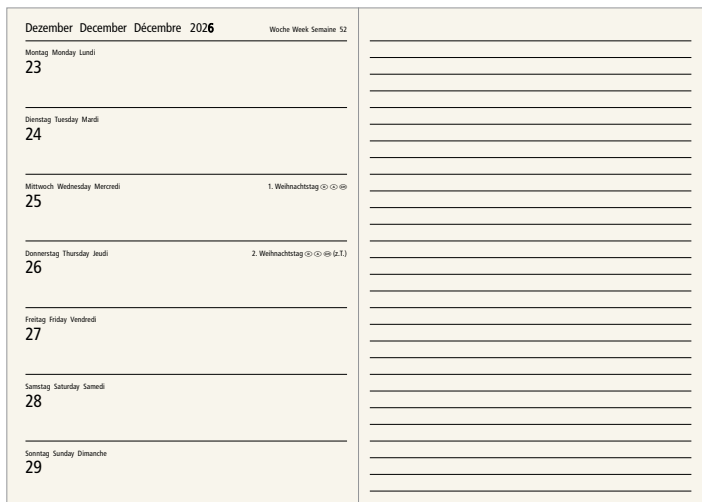 Dezember December Décembre 2026 Woche Week Semaine 52
Montag Monday Lundi
23
Dienstag Tuesday Mardi
24
Mittwoch Wednesday Mercredi 1. Weihnachtstag
25
Donnerstag Thursday Jeudi 2. Weihnachtstag (z.T.)
26
Freitag Friday Vendredi
27
Samstag Saturday Samedi
28
Sonntag Sunday Dimanche
29